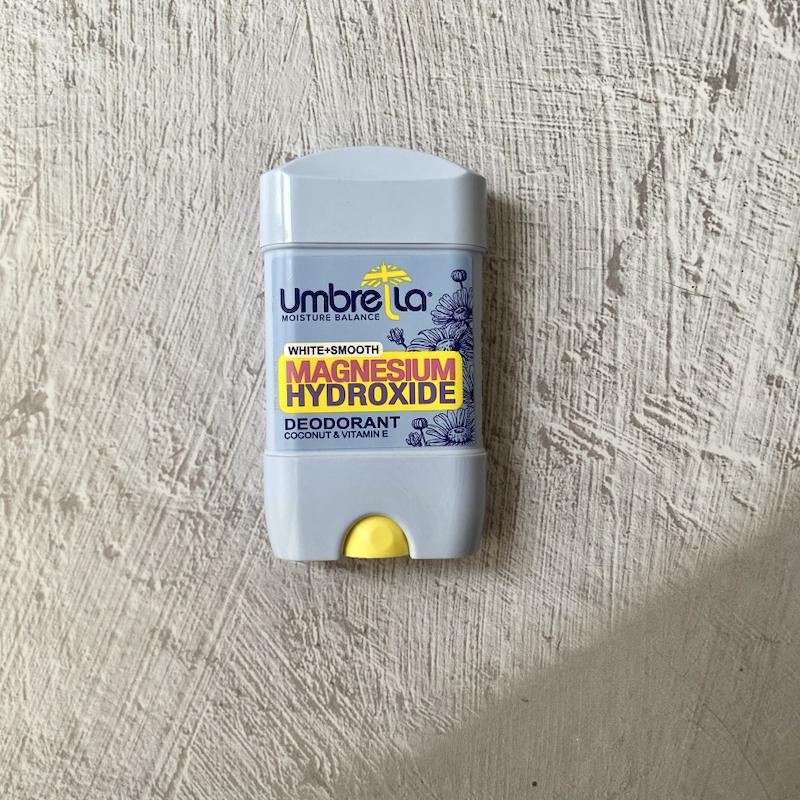 Umbrella®
MOISTURE BALANCE
WHITE+SMOOTH
MAGNESIUM
HYDROXIDE
DEODORANT
COCONUT & VITAMIN E